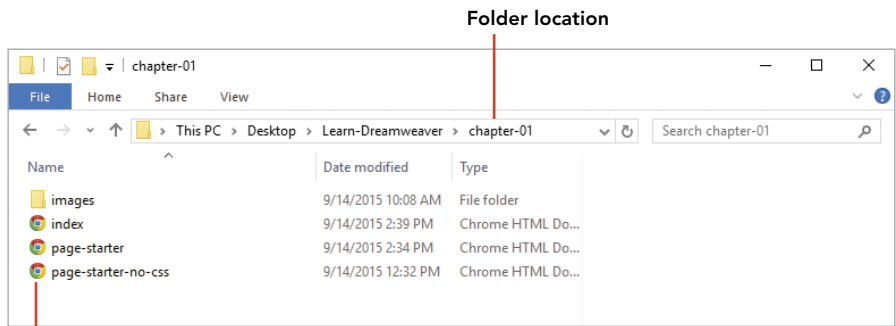 Folder location
chapter-01
File Home Share View
This PC > Desktop > Learn-Dreamweaver > chapter-01 Search chapter-01
Name Date modified Type
images 9/14/2015 10:08 AM File folder
index 9/14/2015 2:39 PM Chrome HTML Do...
page-starter 9/14/2015 2:34 PM Chrome HTML Do...
page-starter-no-css 9/14/2015 12:32 PM Chrome HTML Do...